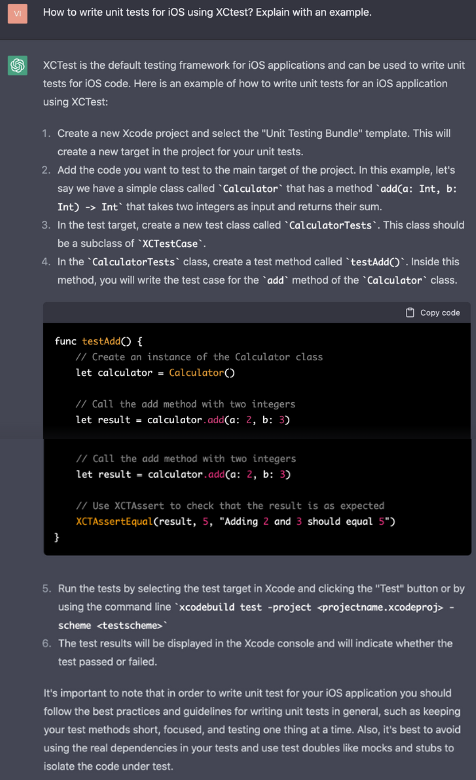 VI
How to write unit tests for iOS using XCtest? Explain with an example.
XCTest is the default testing framework for iOS applications and can be used to write unit
tests for iOS code. Here is an example of how to write unit tests for an iOS application
using XCTest:
1. Create a new Xcode project and select the "Unit Testing Bundle" template. This will
create a new target in the project for your unit tests.
2. Add the code you want to test to the main target of the project. In this example, let's
say we have a simple class called `Calculator` that has a method `add(a: Int, b:
Int) -> Int` that takes two integers as input and returns their sum.
3. In the test target, create a new test class called `CalculatorTests`. This class should
be a subclass of `XCTestCase`.
4. In the `CalculatorTests` class, create a test method called `testAdd()`. Inside this
method, you will write the test case for the `add` method of the `Calculator` class.
Copy code
func testAdd() {
// Create an instance of the Calculator class
let calculator = Calculator()
// Call the add method with two integers
let result = calculator.add(a: 2, b: 3)
// Call the add method with two integers
let result = calculator.add(a: 2, b: 3)
// Use XCTAssert to check that the result is as expected
XCTAssertEqual(result, 5, "Adding 2 and 3 should equal 5")
}
5. Run the tests by selecting the test target in Xcode and clicking the "Test" button or by
using the command line `xcodebuild test -project <projectname.xcodeproj> -
scheme <testscheme>`
6. The test results will be displayed in the Xcode console and will indicate whether the
test passed or failed.
It's important to note that in order to write unit test for your iOS application you should
follow the best practices and guidelines for writing unit tests in general, such as keeping
your test methods short, focused, and testing one thing at a time. Also, it's best to avoid
using the real dependencies in your tests and use test doubles like mocks and stubs to
isolate the code under test.